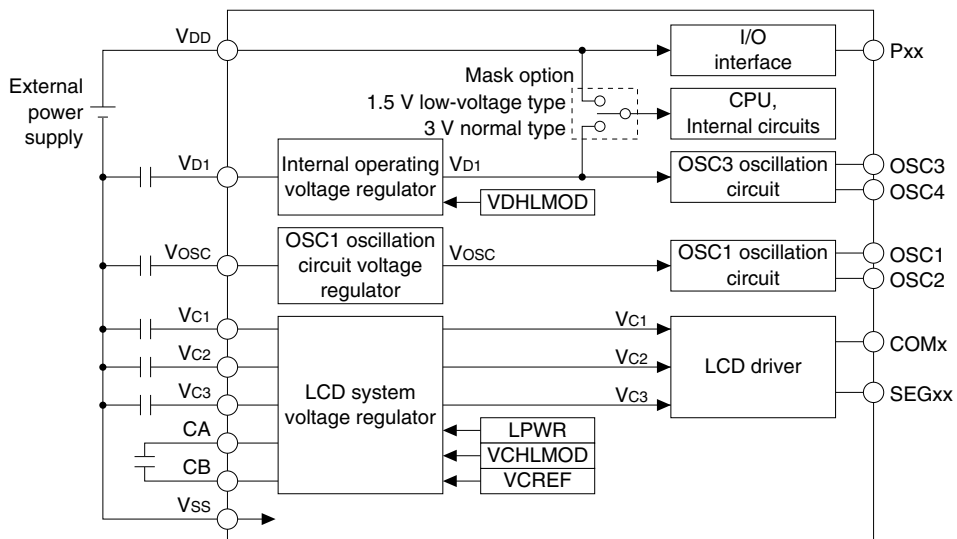 VDD
I/O
interface
Pxx
External
power
supply
Mask option
1.5 V low-voltage type
3 V normal type
CPU,
Internal circuits
VD1
Internal operating
voltage regulator
VD1
OSC3 oscillation
circuit
OSC3
OSC4
VDHLMOD
VOSC
OSC1 oscillation
circuit voltage
regulator
VOSC
OSC1 oscillation
circuit
OSC1
OSC2
VC1
VC2
VC3
CA
CB
LCD system
voltage regulator
VC1
VC2
VC3
LCD driver
COMx
SEGxx
LPWR
VCHLMOD
VCREF
VSS